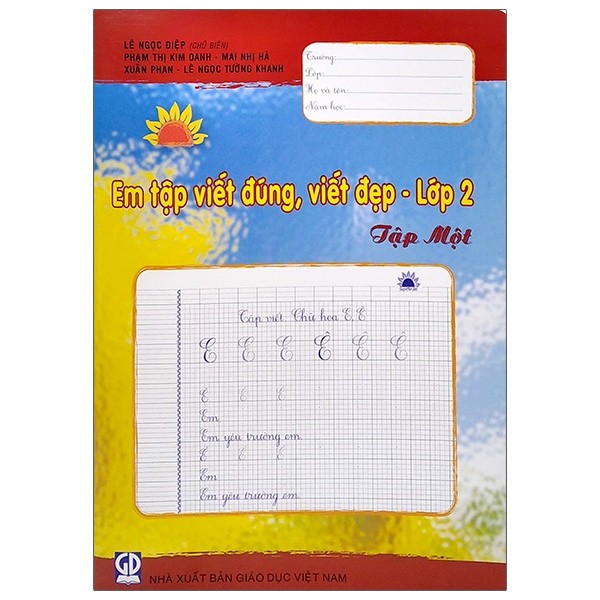 LÊ NGỌC ĐIỆP (CHỦ BIÊN)
PHẠM THỊ KIM OANH - MAI NHỊ HÀ
XUÂN PHAN - LÊ NGỌC TƯỜNG KHANH
Trường:
Lớp:
Họ và tên:
Năm học:
Em tập viết đúng, viết đẹp - Lớp 2
Tập Một
Tập viết: Chữ hoa E, Ê
E E E Ê Ê Ê
E E E
Em
Em yêu trường em.
E E E
Em
Em yêu trường em.
GD
NHÀ XUẤT BẢN GIÁO DỤC VIỆT NAM